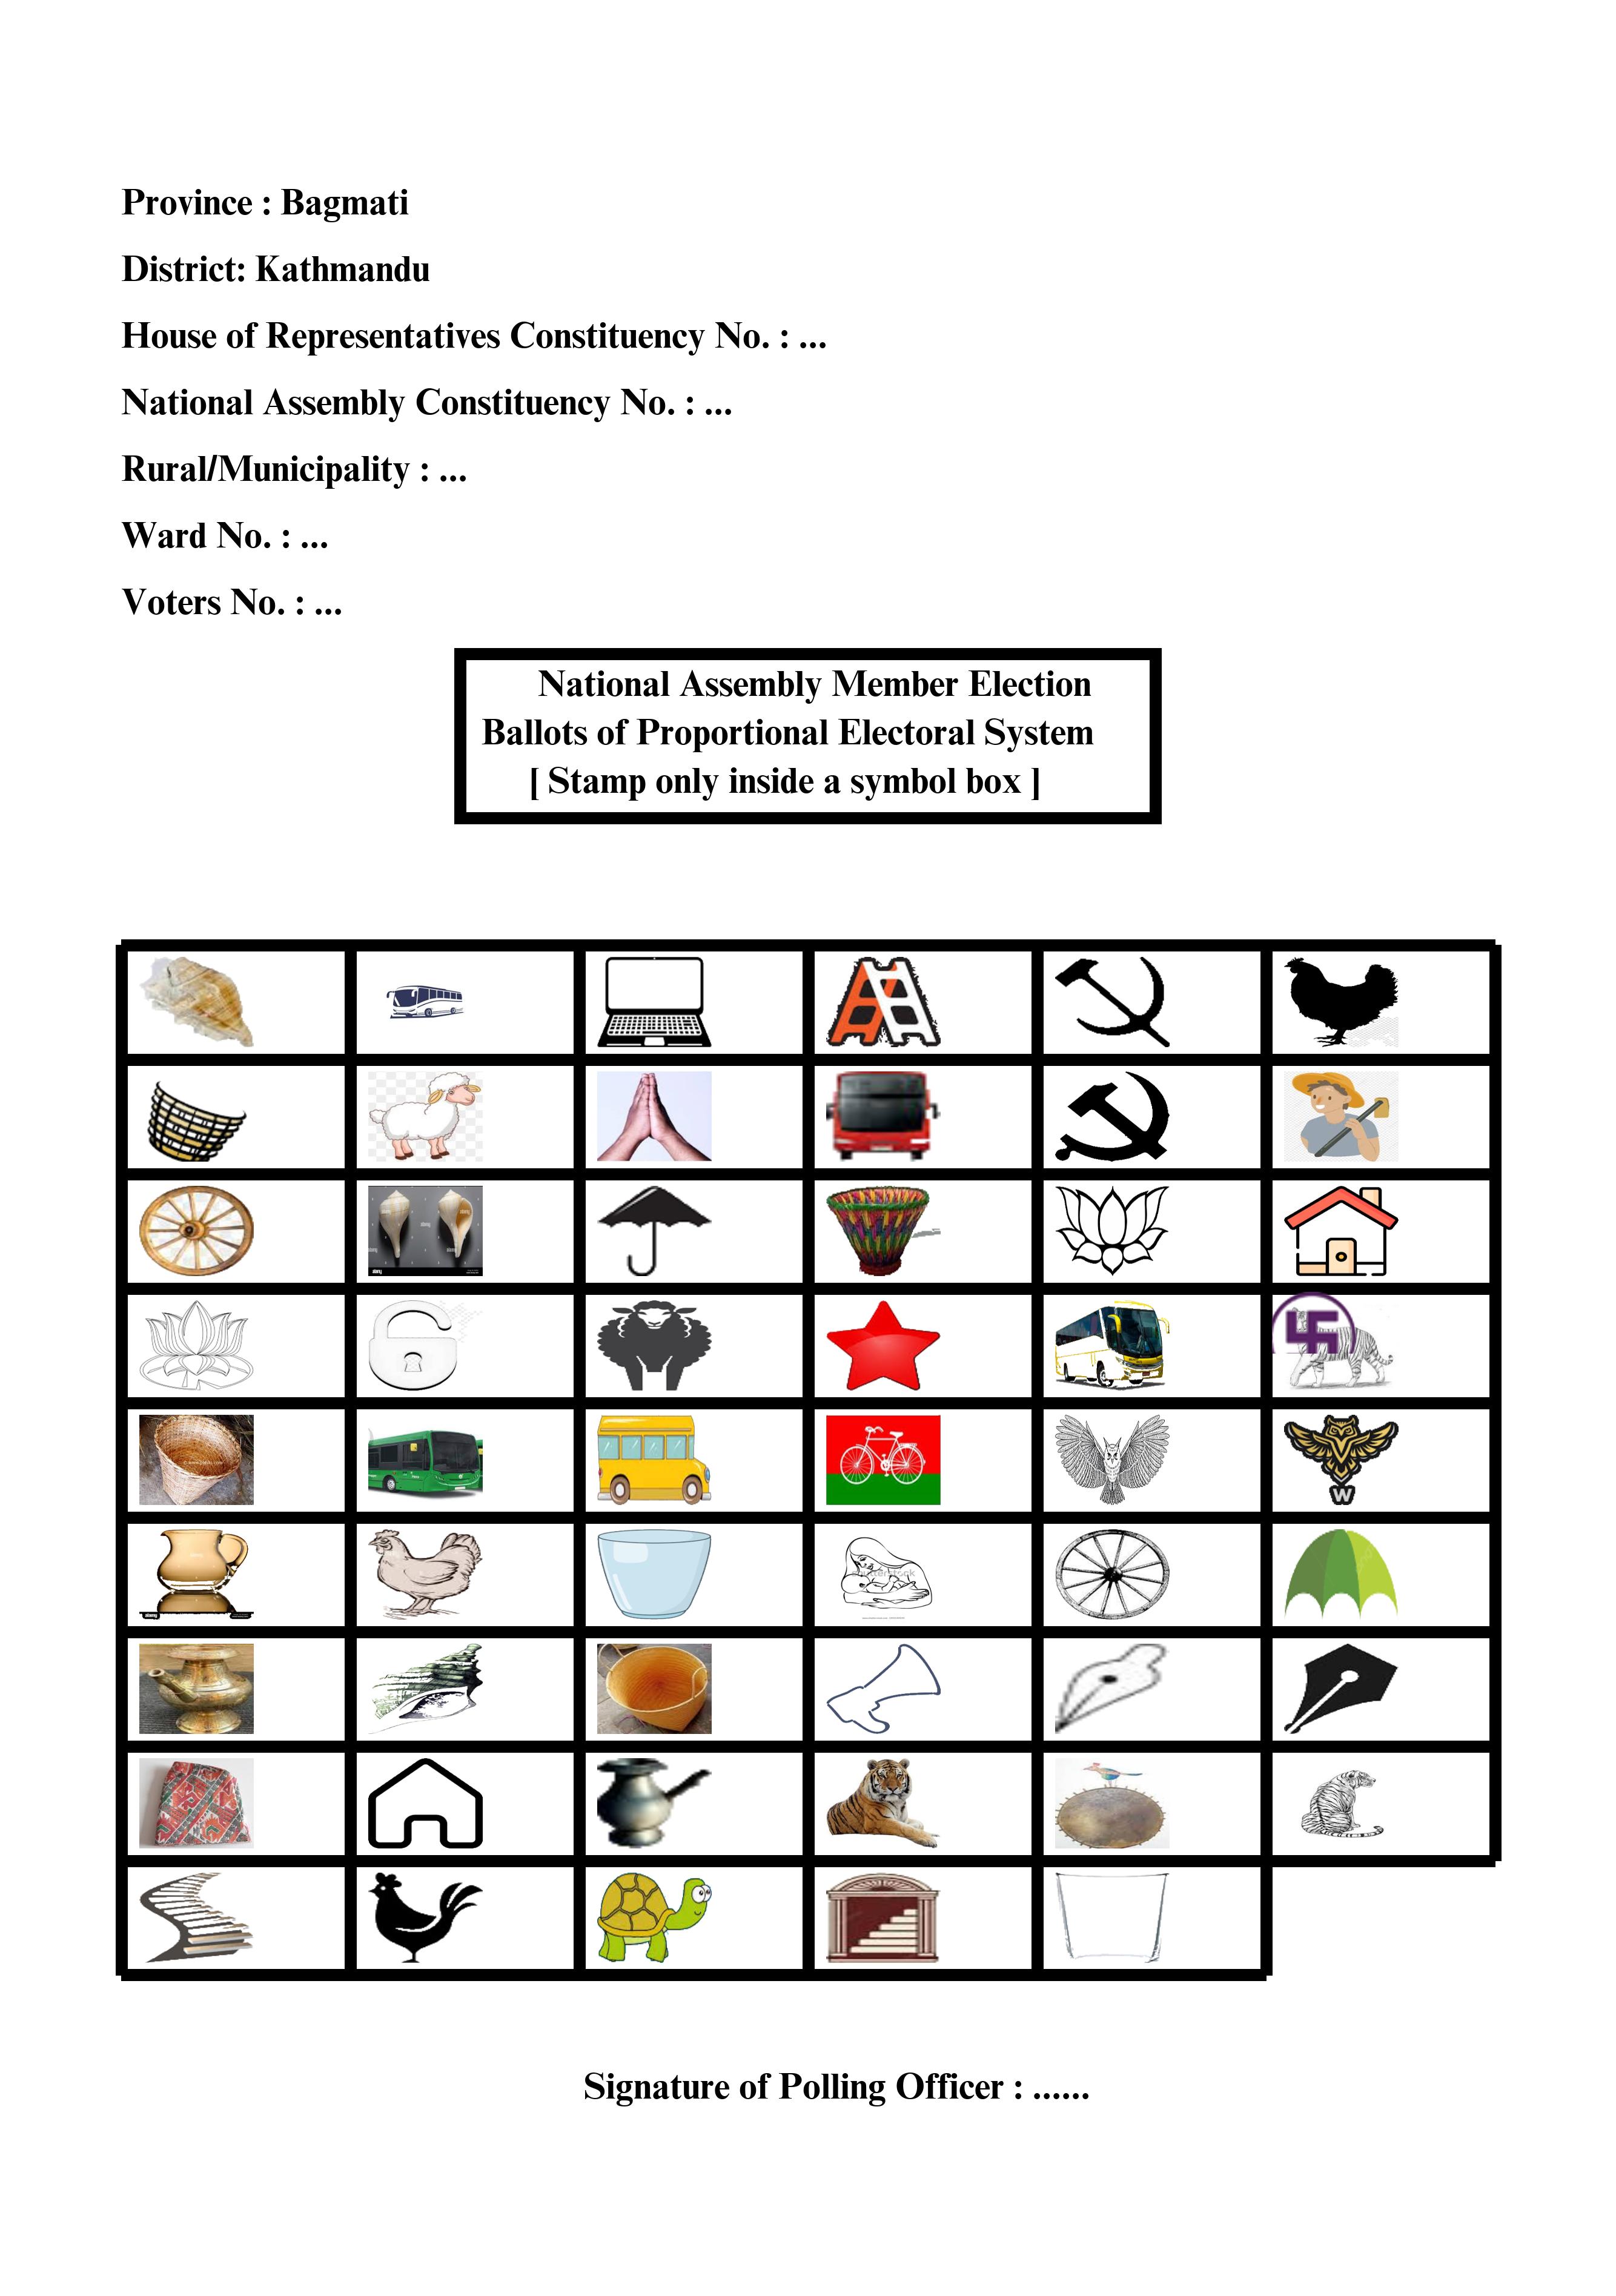 Province : Bagmati
District: Kathmandu
House of Representatives Constituency No. : ...
National Assembly Constituency No. : ...
Rural/Municipality : ...
Ward No. : ...
Voters No. : ...
National Assembly Member Election
Ballots of Proportional Electoral System
[ Stamp only inside a symbol box ]
W
Signature of Polling Officer : ......